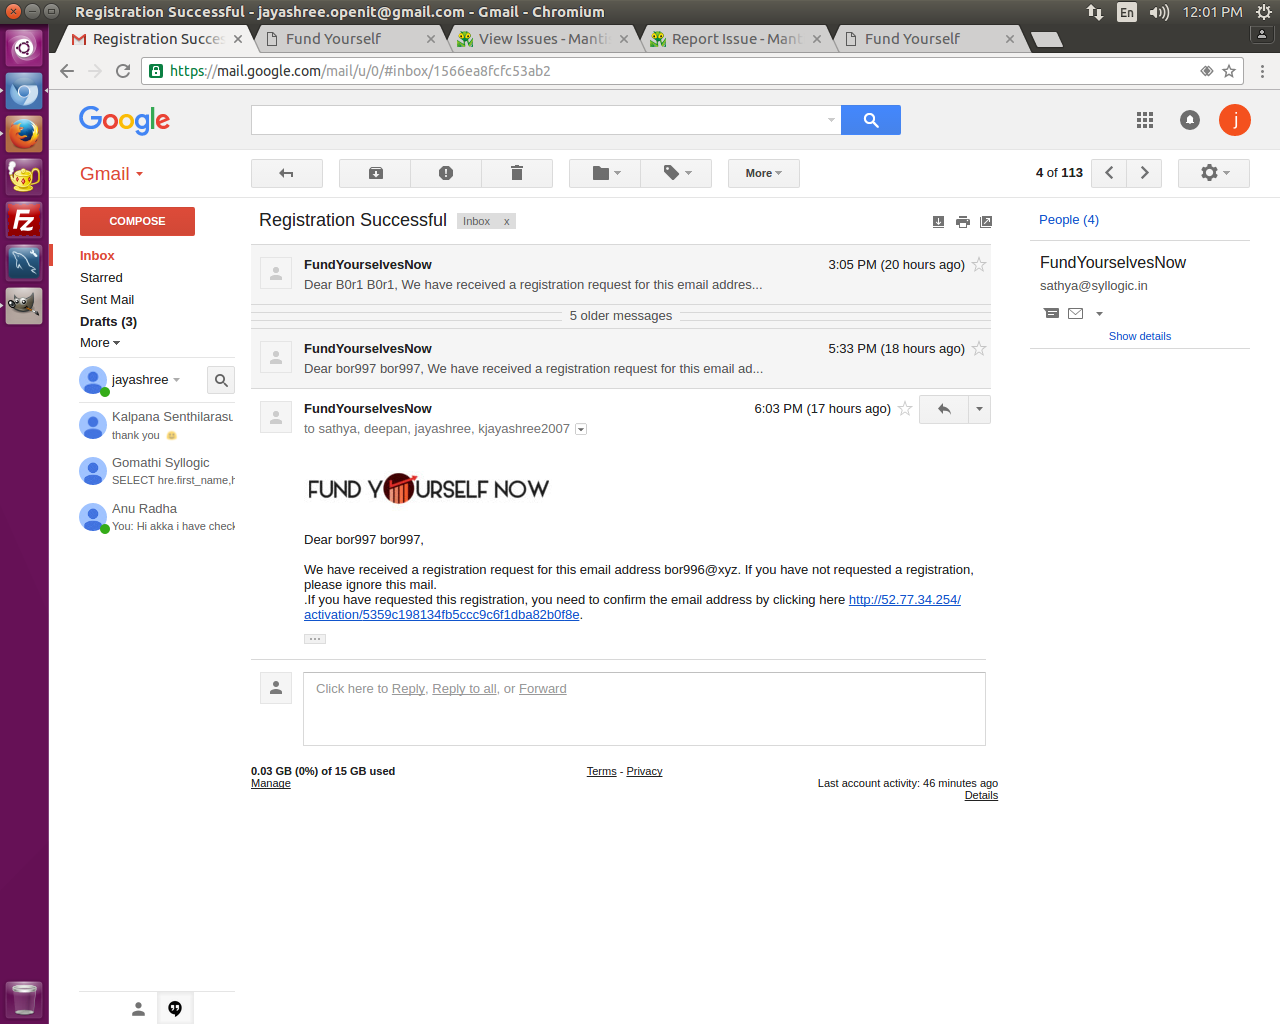 Registration Successful - jayashree.openit@gmail.com - Gmail - Chromium
En
12:01 PM
Registration Succes
Fund Yourself
View Issues - Manti
Report Issue - Mant
Fund Yourself
https://mail.google.com/mail/u/0/#inbox/1566ea8fcfc53ab2
Google
j
Gmail
More
4 of 113
COMPOSE
Inbox
Starred
Sent Mail
Drafts (3)
More
jayashree
Kalpana Senthilarasu
thank you
Gomathi Syllogic
SELECT hre.first_name,h
Anu Radha
You: Hi akka i have check
Registration Successful
Inbox x
FundYourselvesNow
3:05 PM (20 hours ago)
Dear B0r1 B0r1, We have received a registration request for this email addres...
5 older messages
FundYourselvesNow
5:33 PM (18 hours ago)
Dear bor997 bor997, We have received a registration request for this email ad...
FundYourselvesNow
6:03 PM (17 hours ago)
to sathya, deepan, jayashree, kjayashree2007
FUND YOURSELF NOW
Dear bor997 bor997,
We have received a registration request for this email address bor996@xyz. If you have not requested a registration,
please ignore this mail.
.If you have requested this registration, you need to confirm the email address by clicking here http://52.77.34.254/
activation/5359c198134fb5ccc9c6f1dba82b0f8e.
Click here to Reply, Reply to all, or Forward
0.03 GB (0%) of 15 GB used
Manage
Terms - Privacy
Last account activity: 46 minutes ago
Details
People (4)
FundYourselvesNow
sathya@syllogic.in
Show details